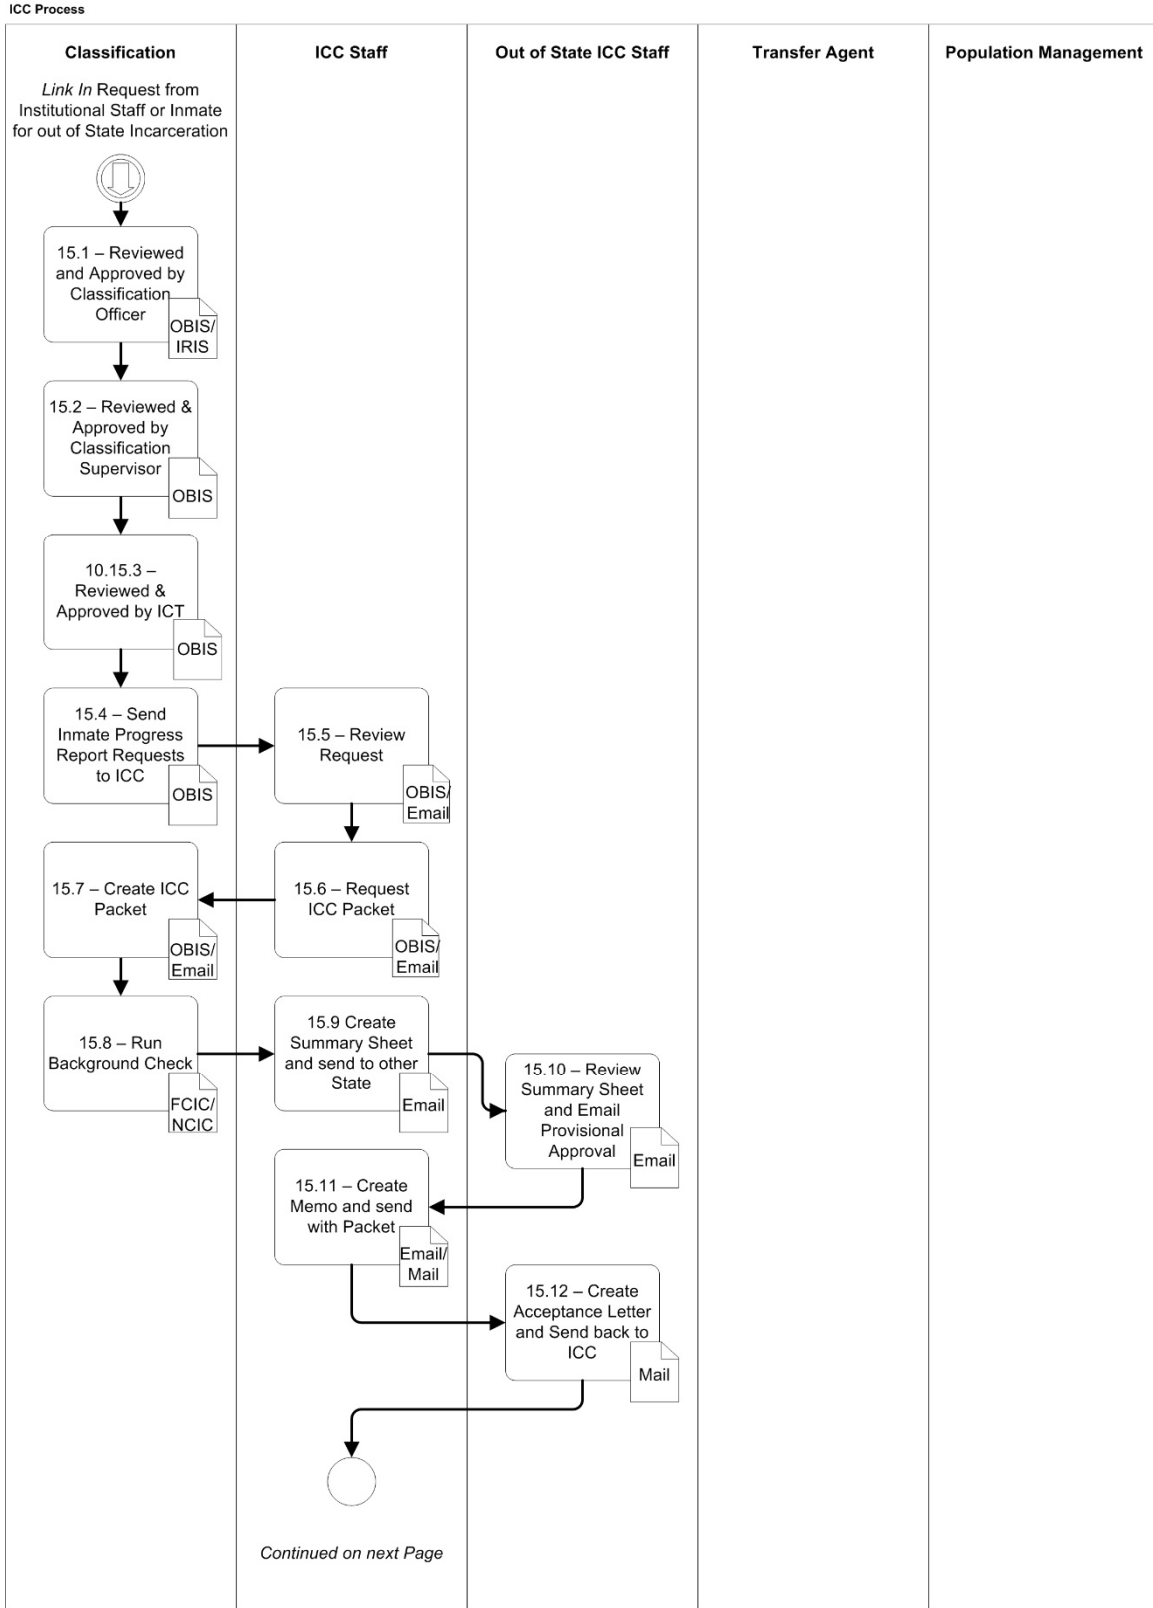 ICC Process
Classification
ICC Staff
Out of State ICC Staff
Transfer Agent
Population Management
Link In Request from
Institutional Staff or Inmate
for out of State Incarceration
15.1 – Reviewed
and Approved by
Classification
Officer
OBIS/
IRIS
15.2 – Reviewed &
Approved by
Classification
Supervisor
OBIS
10.15.3 –
Reviewed &
Approved by ICT
OBIS
15.4 – Send
Inmate Progress
Report Requests
to ICC
OBIS
15.5 – Review
Request
OBIS/
Email
15.6 – Request
ICC Packet
OBIS/
Email
15.7 – Create ICC
Packet
OBIS/
Email
15.8 – Run
Background Check
FCIC/
NCIC
15.9 Create
Summary Sheet
and send to other
State
Email
15.10 – Review
Summary Sheet
and Email
Provisional
Approval
Email
15.11 – Create
Memo and send
with Packet
Email/
Mail
15.12 – Create
Acceptance Letter
and Send back to
ICC
Mail
Continued on next Page